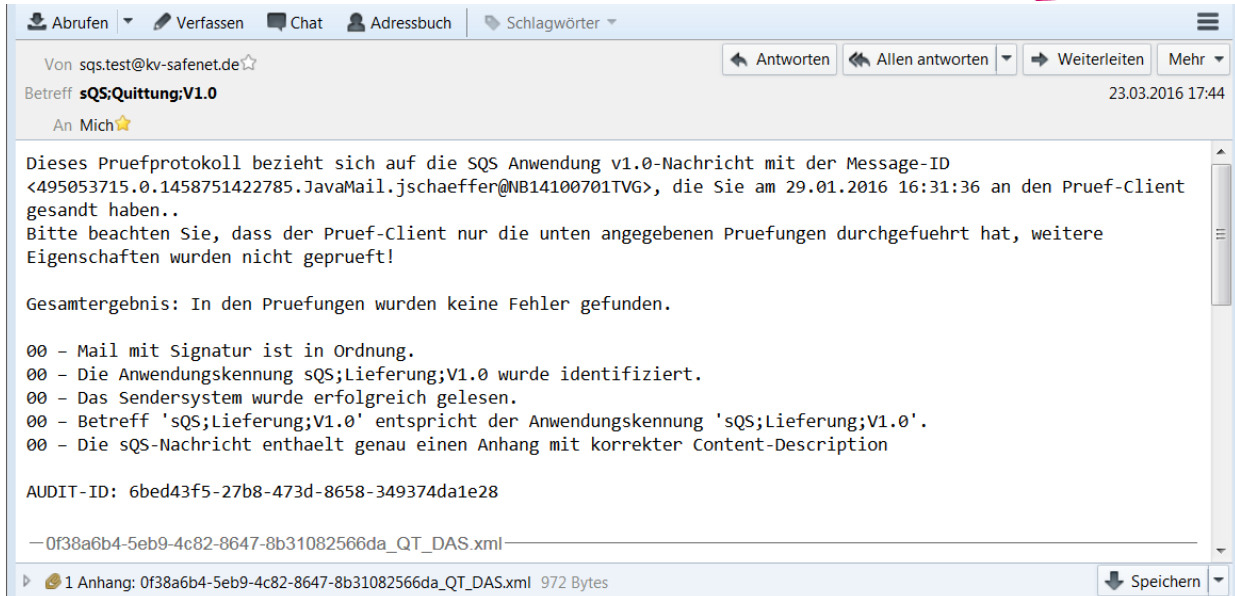 Abrufen Verfassen Chat Adressbuch Schlagwörter
Von sqs.test@kv-safenet.de Antworten Allen antworten Weiterleiten Mehr
Betreff sQS;Quittung;V1.0 23.03.2016 17:44
An Mich
Dieses Pruefprotokoll bezieht sich auf die SQS Anwendung v1.0-Nachricht mit der Message-ID
<495053715.0.1458751422785.JavaMail.jschaeffer@NB14100701TVG>, die Sie am 29.01.2016 16:31:36 an den Pruef-Client
gesandt haben..
Bitte beachten Sie, dass der Pruef-Client nur die unten angegebenen Pruefungen durchgefuehrt hat, weitere
Eigenschaften wurden nicht geprueft!
Gesamtergebnis: In den Pruefungen wurden keine Fehler gefunden.
00 – Mail mit Signatur ist in Ordnung.
00 – Die Anwendungskennung sQS;Lieferung;V1.0 wurde identifiziert.
00 – Das Sendersystem wurde erfolgreich gelesen.
00 – Betreff 'sQS;Lieferung;V1.0' entspricht der Anwendungskennung 'sQS;Lieferung;V1.0'.
00 – Die sQS-Nachricht enthaelt genau einen Anhang mit korrekter Content-Description
AUDIT-ID: 6bed43f5-27b8-473d-8658-349374da1e28
0f38a6b4-5eb9-4c82-8647-8b31082566da_QT_DAS.xml
1 Anhang: 0f38a6b4-5eb9-4c82-8647-8b31082566da_QT_DAS.xml 972 Bytes Speichern